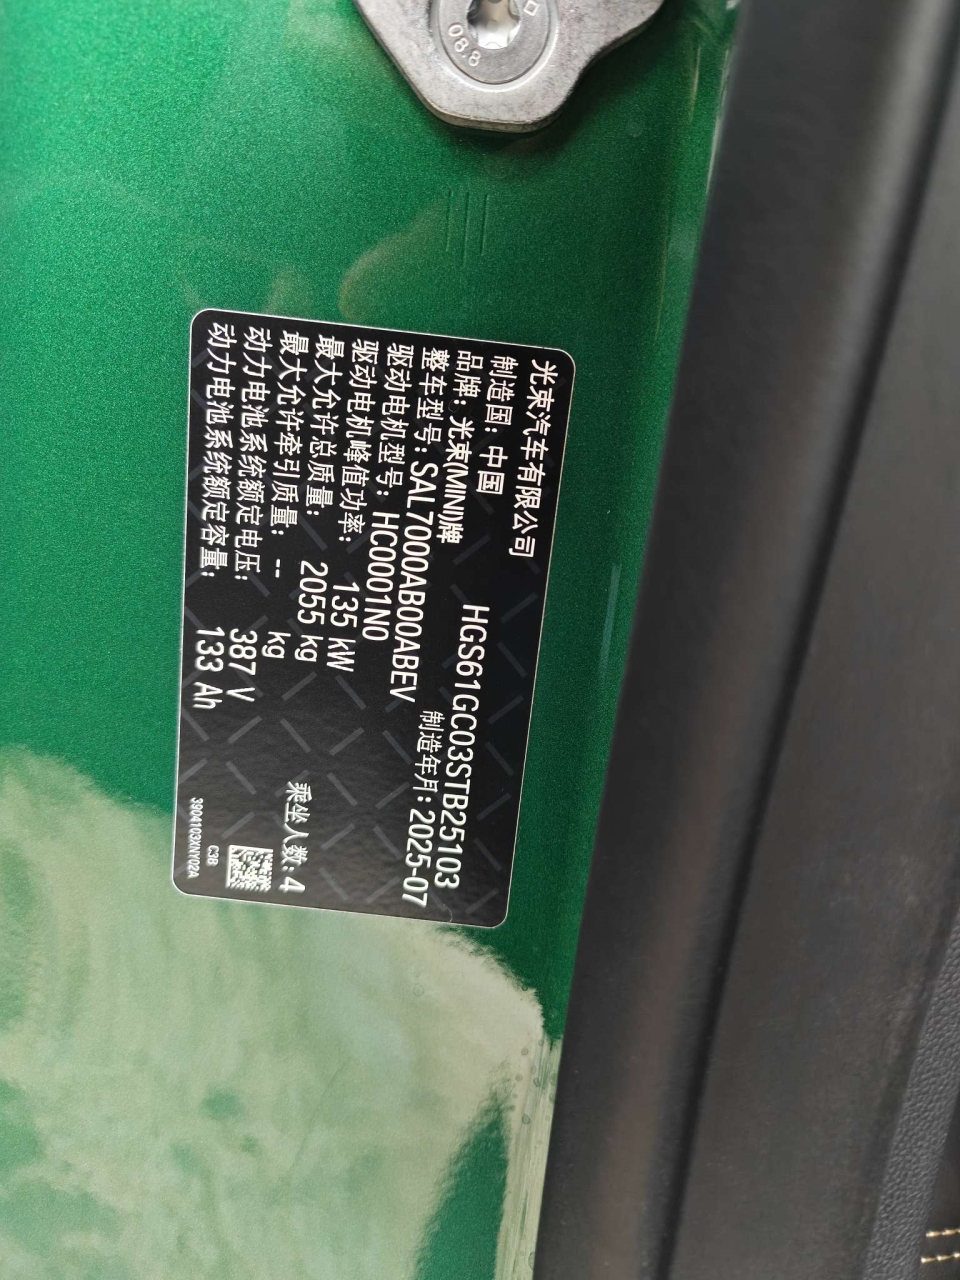 08.8
光束汽车有限公司
制造国: 中国 HGS61GC03STB25103
品牌: 光束(MINI)牌
整车型号: SAL7000AB00ABEV 制造年月: 2025-07
驱动电机型号: HC0001N0
驱动电机峰值功率: 135 kW
最大允许总质量: 2055 kg
最大允许牵引质量: -- kg
动力电池系统额定电压: 387 V
动力电池系统额定容量: 133 Ah
乘坐人数: 4
C3B
3904103XNY02A